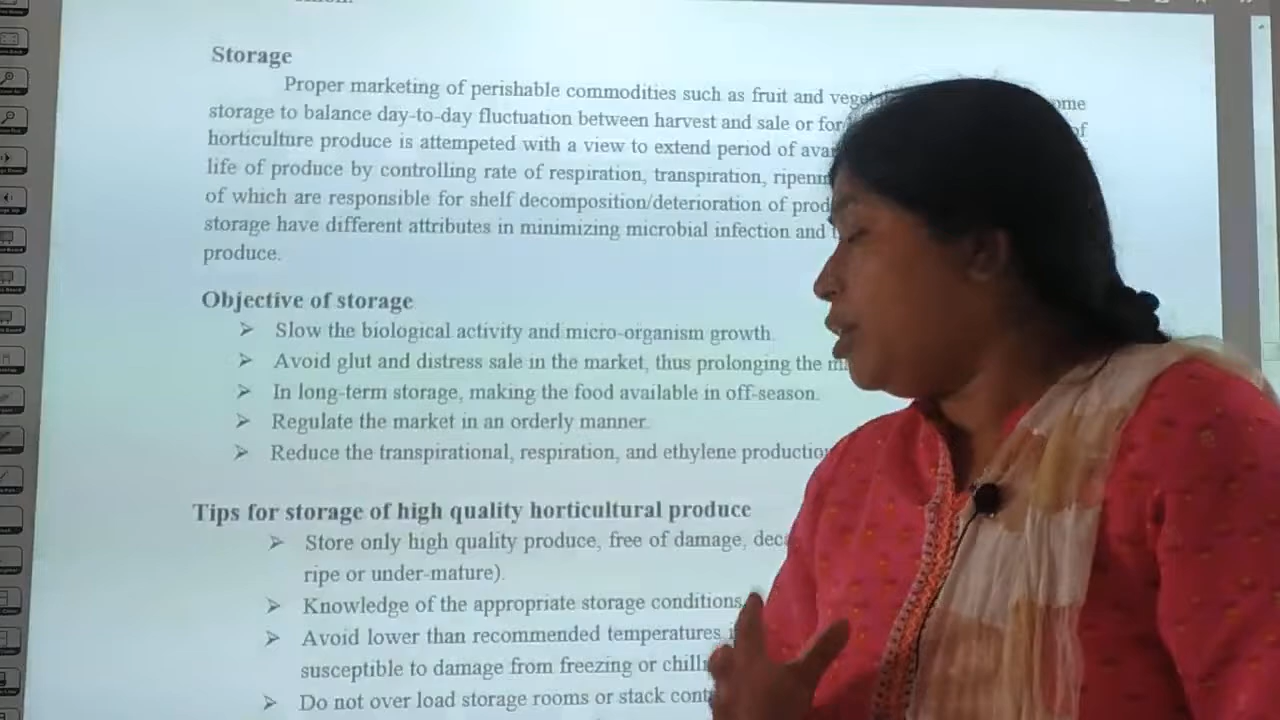 Storage
Proper marketing of perishable commodities such as fruit and ome
storage to balance day-to-day fluctuation between harvest and sale or for of
horticulture produce is attempeted with a view to extend period of
life of produce by controlling rate of respiration, transpiration,
of which are responsible for shelf decomposition/deterioration of
storage have different attributes in minimizing microbial infection and
produce.
Objective of storage
➢ Slow the biological activity and micro-organism growth.
➢ Avoid glut and distress sale in the market, thus prolonging the
➢ In long-term storage, making the food available in off-season.
➢ Regulate the market in an orderly manner.
➢ Reduce the transpirational, respiration, and ethylene
Tips for storage of high quality horticultural produce
➢ Store only high quality produce, free of damage,
ripe or under-mature).
➢ Knowledge of the appropriate storage conditions.
➢ Avoid lower than recommended temperatures
susceptible to damage from freezing or
➢ Do not over load storage rooms or stack